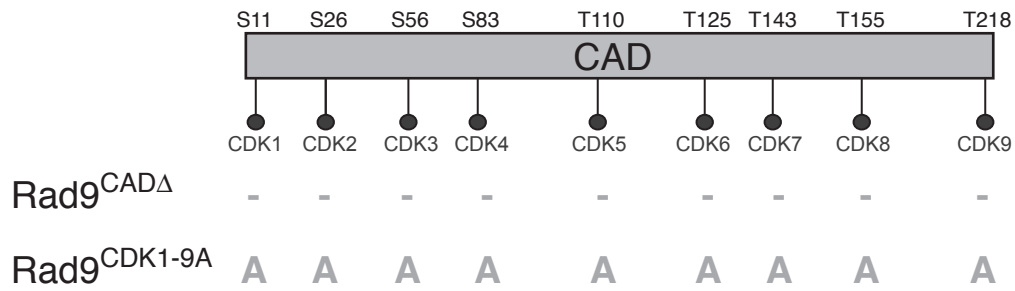 S11 S26 S56 S83 T110 T125 T143 T155 T218
CAD
CDK1 CDK2 CDK3 CDK4 CDK5 CDK6 CDK7 CDK8 CDK9
Rad9CADΔ - - - - - - - - -
Rad9CDK1-9A A A A A A A A A A